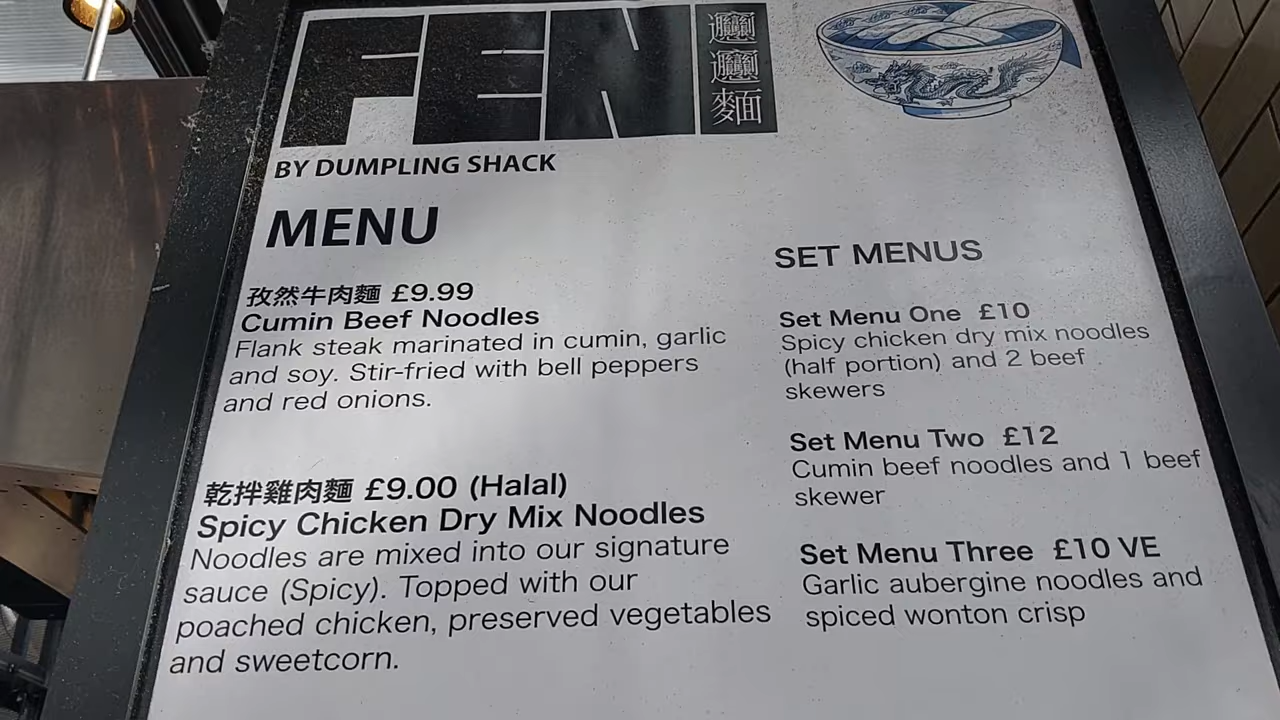 FEN
𰻞𰻞麵
BY DUMPLING SHACK
MENU
孜然牛肉麵 £9.99
Cumin Beef Noodles
Flank steak marinated in cumin, garlic
and soy. Stir-fried with bell peppers
and red onions.
乾拌雞肉麵 £9.00 (Halal)
Spicy Chicken Dry Mix Noodles
Noodles are mixed into our signature
sauce (Spicy). Topped with our
poached chicken, preserved vegetables
and sweetcorn.
SET MENUS
Set Menu One £10
Spicy chicken dry mix noodles
(half portion) and 2 beef
skewers
Set Menu Two £12
Cumin beef noodles and 1 beef
skewer
Set Menu Three £10 VE
Garlic aubergine noodles and
spiced wonton crisp